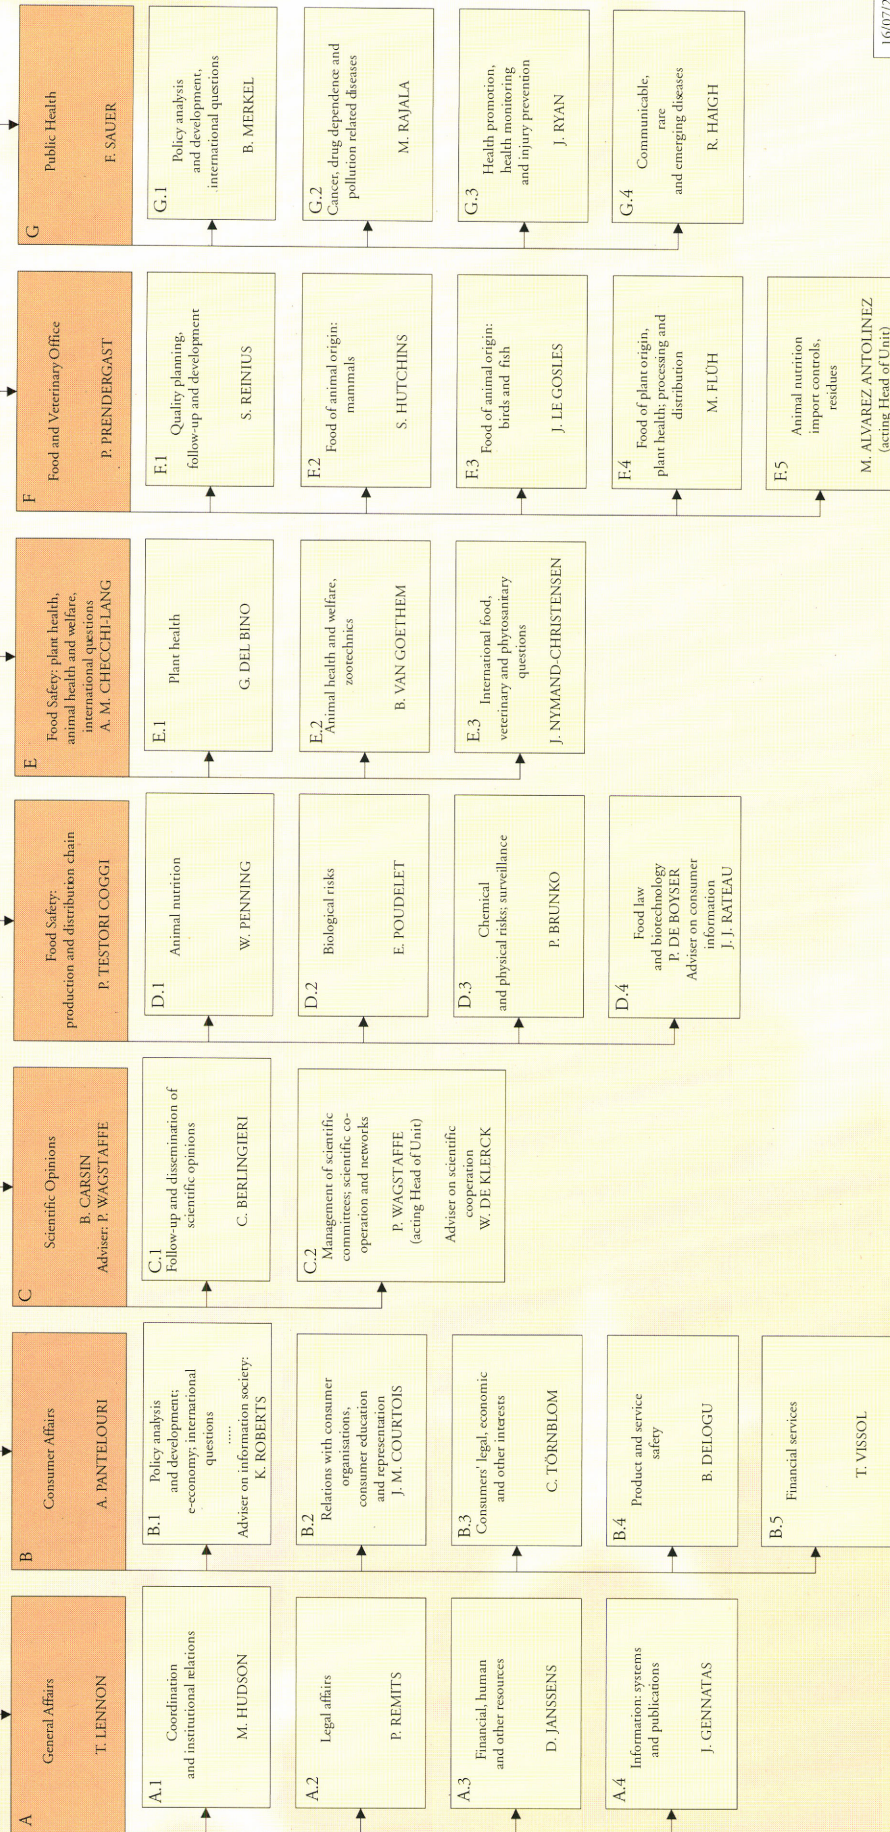 A
General Affairs
T. LENNON
A.1
Coordination
and institutional relations
M. HUDSON
A.2
Legal affairs
P. REMITS
A.3
Financial, human
and other resources
D. JANSSENS
A.4
Information: systems
and publications
J. GENNATAS
B
Consumer Affairs
A. PANTELOURI
B.1
Policy analysis
and development;
e-economy; international
questions
.....
Adviser on information society:
K. ROBERTS
B.2
Relations with consumer
organisations,
consumer education
and representation
J. M. COURTOIS
B.3
Consumers' legal, economic
and other interests
C. TÖRNBLOM
B.4
Product and service
safety
B. DELOGU
B.5
Financial services
T. VISSOL
C
Scientific Opinions
B. CARSIN
Adviser: P. WAGSTAFFE
C.1
Follow-up and dissemination of
scientific opinions
C. BERLINGIERI
C.2
Management of scientific
committees; scientific co-
operation and networks
P. WAGSTAFFE
(acting Head of Unit)
Adviser on scientific
cooperation
W. DE KLERCK
Food Safety:
production and distribution chain
P. TESTORI COGGI
D.1
Animal nutrition
W. PENNING
D.2
Biological risks
E. POUDELET
D.3
Chemical
and physical risks; surveillance
P. BRUNKO
D.4
Food law
and biotechnology
P. DE BOYSER
Adviser on consumer
information
J. J. RATEAU
E
Food Safety: plant health,
animal health and welfare,
international questions
A. M. CHECCHI-LANG
E.1
Plant health
G. DEL BINO
E.2
Animal health and welfare,
zootechnics
B. VAN GOETHEM
E.3
International food,
veterinary and phytosanitary
questions
J. NYMAND-CHRISTENSEN
F
Food and Veterinary Office
P. PRENDERGAST
F.1
Quality planning,
follow-up and development
S. REINIUS
F.2
Food of animal origin:
mammals
S. HUTCHINS
F.3
Food of animal origin:
birds and fish
J. LE GOSLES
F.4
Food of plant origin,
plant health; processing and
distribution
M. FLÜH
F.5
Animal nutrition
import controls,
residues
M. ALVAREZ ANTOLINEZ
(acting Head of Unit)
G
Public Health
F. SAUER
G.1
Policy analysis
and development,
international questions
B. MERKEL
G.2
Cancer, drug dependence and
pollution related diseases
M. RAJALA
G.3
Health promotion,
health monitoring
and injury prevention
J. RYAN
G.4
Communicable,
rare
and emerging diseases
R. HAIGH
16/07/2